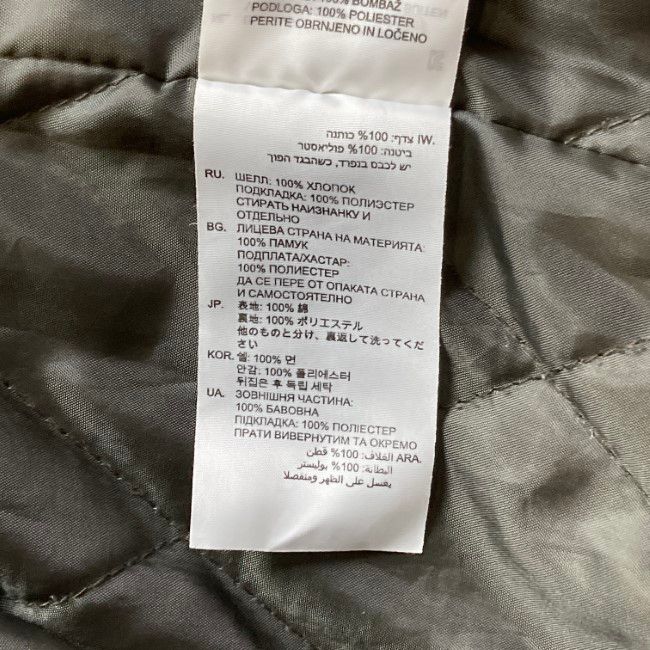 100% BOMBAŽ
PODLOGA: 100% POLIESTER
PERITE OBRNJENO IN LOČENO
IW. צדף: 100% כותנה
ביטנה: 100% פוליאסטר
יש לכבס בנפרד, כשהבגד הפוך
RU. ШЕЛЛ: 100% ХЛОПОК
ПОДКЛАДКА: 100% ПОЛИЭСТЕР
СТИРАТЬ НАИЗНАНКУ И
ОТДЕЛЬНО
BG. ЛИЦЕВА СТРАНА НА МАТЕРИЯТА:
100% ПАМУК
ПОДПЛАТА/ХАСТАР:
100% ПОЛИЕСТЕР
ДА СЕ ПЕРЕ ОТ ОПАКАТА СТРАНА
И САМОСТОЯТЕЛНО
JP. 表地: 100% 綿
裏地: 100% ポリエステル
他のものと分け、裏返して洗ってくだ
さい
KOR. 쉘: 100% 면
안감: 100% 폴리에스터
뒤집은 후 독립 세탁
UA. ЗОВНІШНЯ ЧАСТИНА:
100% БАВОВНА
ПІДКЛАДКА: 100% ПОЛІЕСТЕР
ПРАТИ ВИВЕРНУТИМ ТА ОКРЕМО
ARA. الغلاف: 100% قطن
البطانة: 100% بوليستر
يغسل على الظهر ومنفصلا